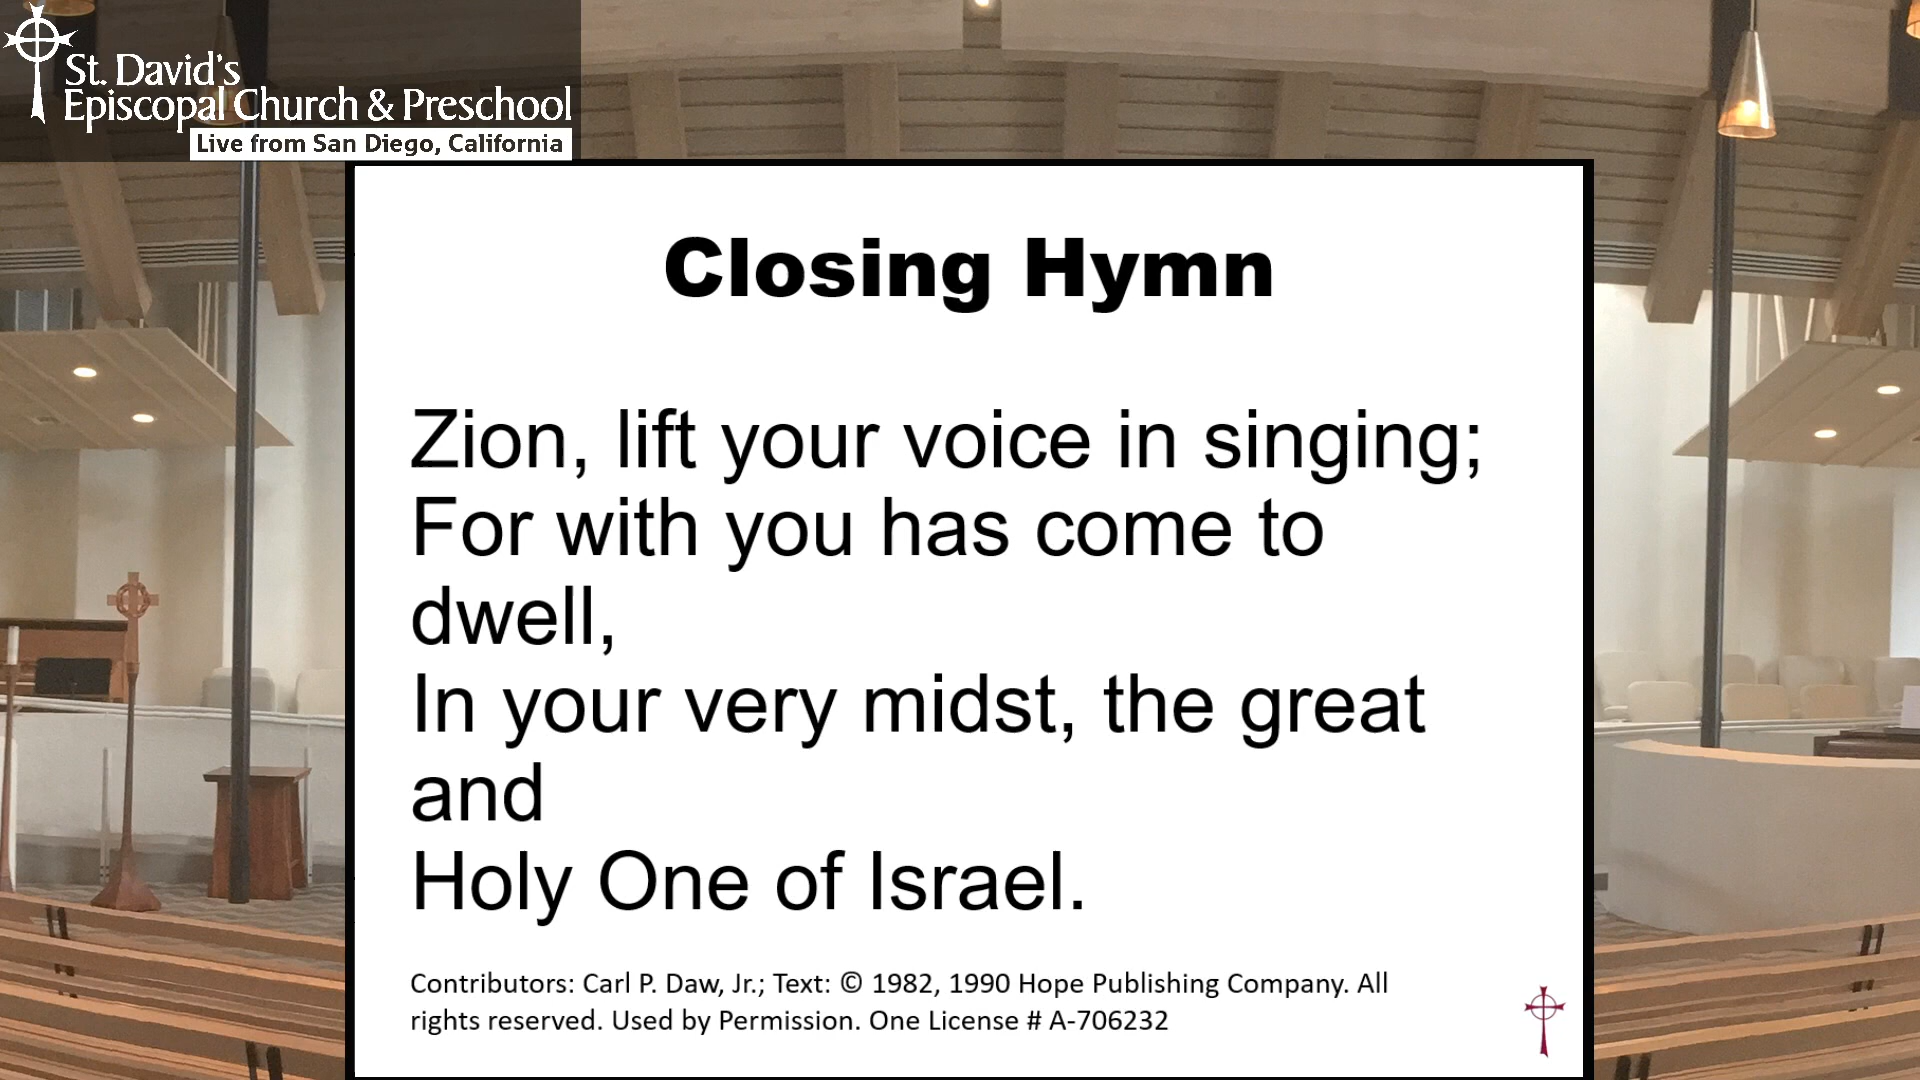 St. David's
Episcopal Church & Preschool
Live from San Diego, California
Closing Hymn
Zion, lift your voice in singing;
For with you has come to
dwell,
In your very midst, the great
and
Holy One of Israel.
Contributors: Carl P. Daw, Jr.; Text: © 1982, 1990 Hope Publishing Company. All
rights reserved. Used by Permission. One License # A-706232